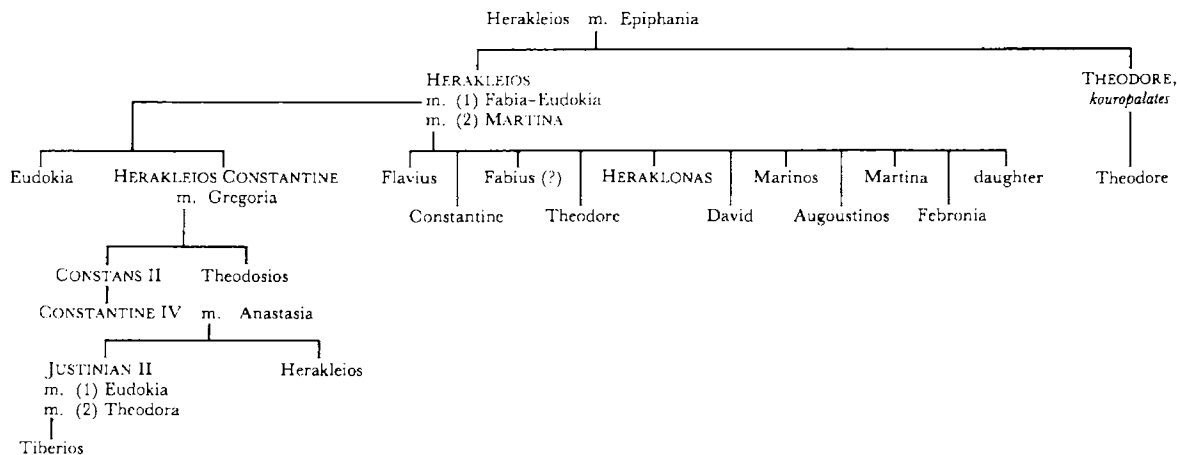 Herakleios m. Epiphania
HERAKLEIOS
m. (1) Fabia-Eudokia
m. (2) MARTINA
THEODORE,
kouropalates
Eudokia HERAKLEIOS CONSTANTINE
m. Gregoria
Flavius Fabius (?) HERAKLONAS Marinos Martina daughter Theodore
Constantine Theodore David Augoustinos Febronia
CONSTANS II Theodosios
CONSTANTINE IV m. Anastasia
JUSTINIAN II Herakleios
m. (1) Eudokia
m. (2) Theodora
Tiberios